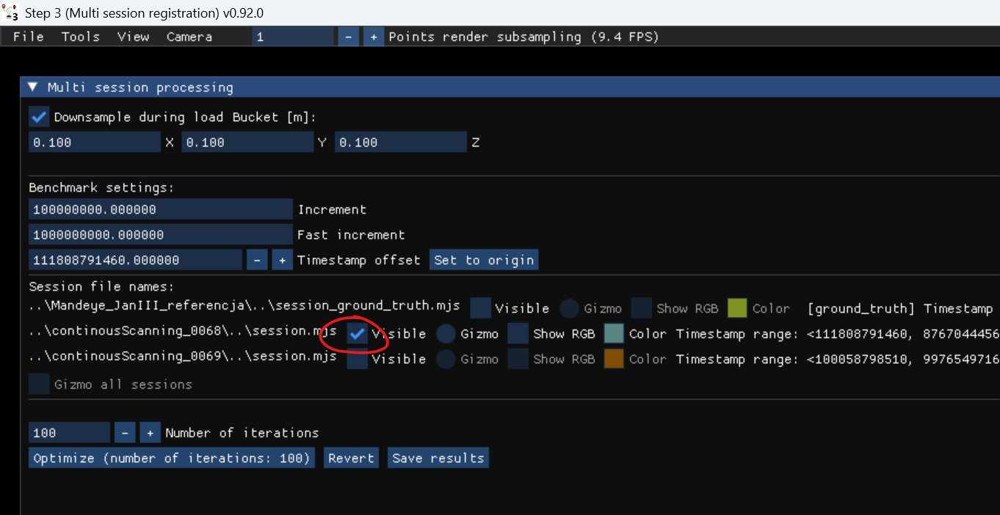 Step 3 (Multi session registration) v0.92.0
File Tools View Camera 1 - + Points render subsampling (9.4 FPS)
Multi session processing
Downsample during load Bucket [m]:
0.100 X 0.100 Y 0.100 Z
Benchmark settings:
100000000.000000 Increment
1000000000.000000 Fast increment
111808791460.000000 - + Timestamp offset Set to origin
Session file names:
..\Mandeye_JanIII_referencja\..\session_ground_truth.mjs Visible Gizmo Show RGB Color [ground_truth] Timestamp
..\continousScanning_0068\..\session.mjs Visible Gizmo Show RGB Color Timestamp range: <111808791460, 8767044456
..\continousScanning_0069\..\session.mjs Visible Gizmo Show RGB Color Timestamp range: <100058798510, 9976549716
Gizmo all sessions
100 - + Number of iterations
Optimize (number of iterations: 100) Revert Save results